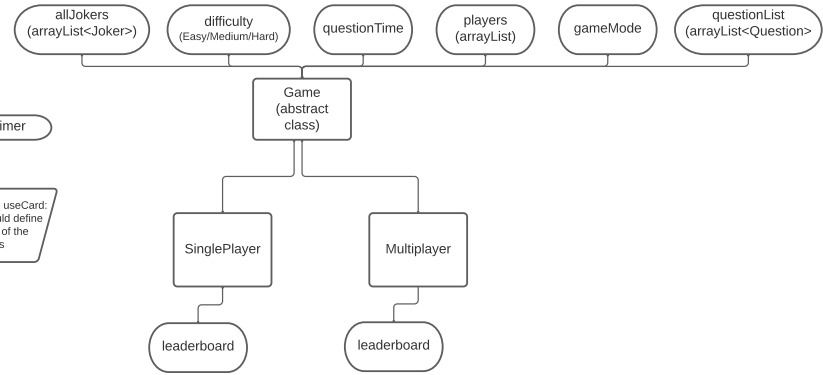 allJokers
(arrayList<Joker>)
difficulty
(Easy/Medium/Hard)
questionTime
players
(arrayList)
gameMode
questionList
(arrayList<Question>
Game
(abstract
class)
imer
useCard:
uld define
of the
s
SinglePlayer
Multiplayer
leaderboard
leaderboard